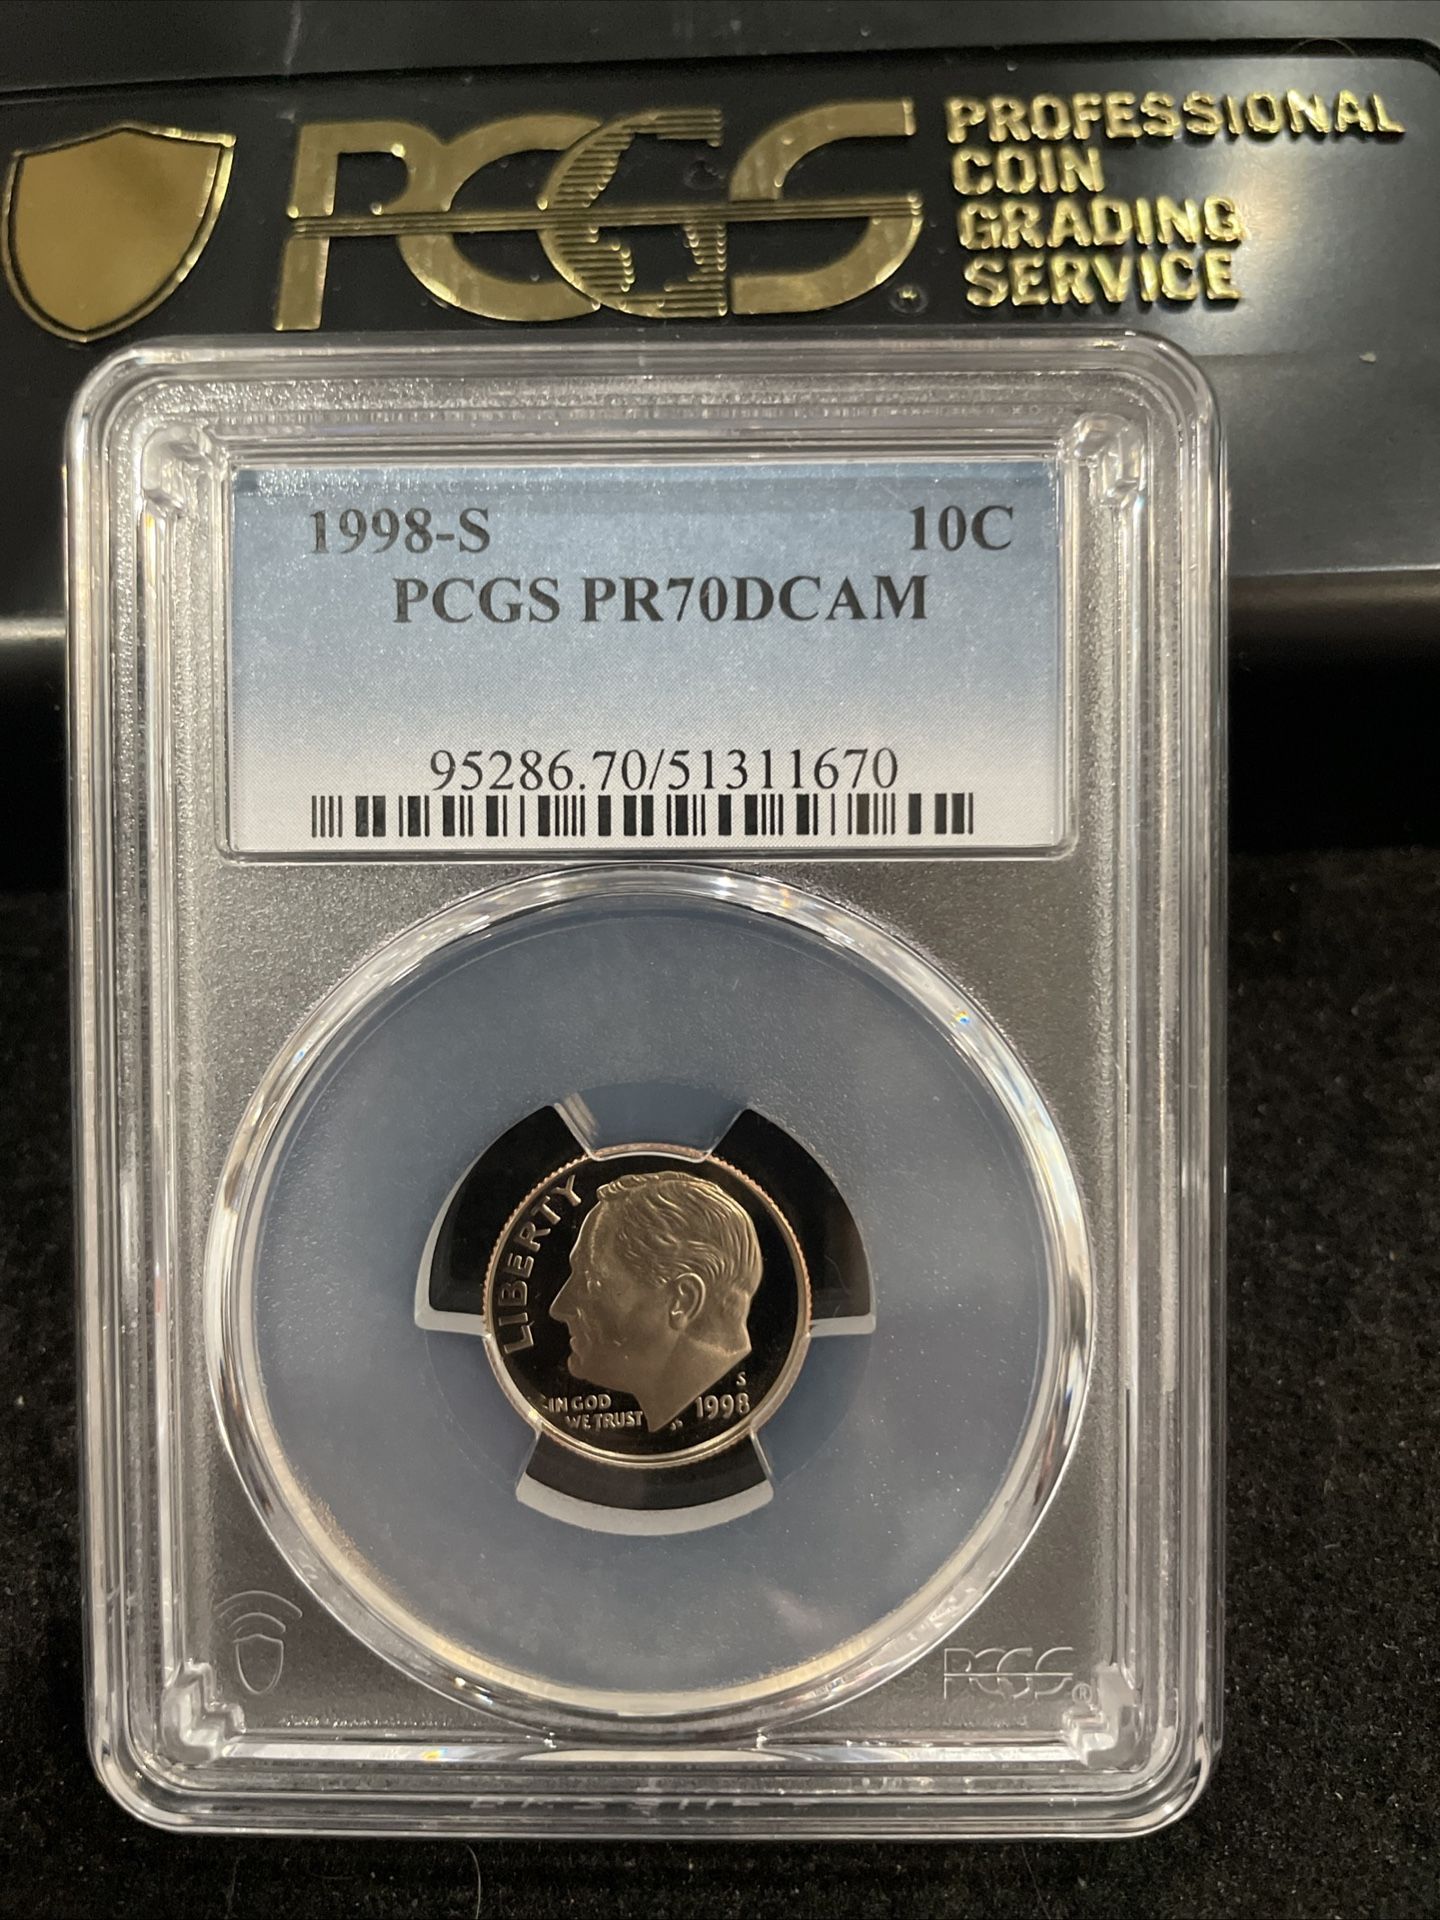 PCGS
PROFESSIONAL
COIN
GRADING
SERVICE
1998-S 10C
PCGS PR70DCAM
95286.70/51311670
LIBERTY
IN GOD
WE TRUST
S
1998
PCGS®